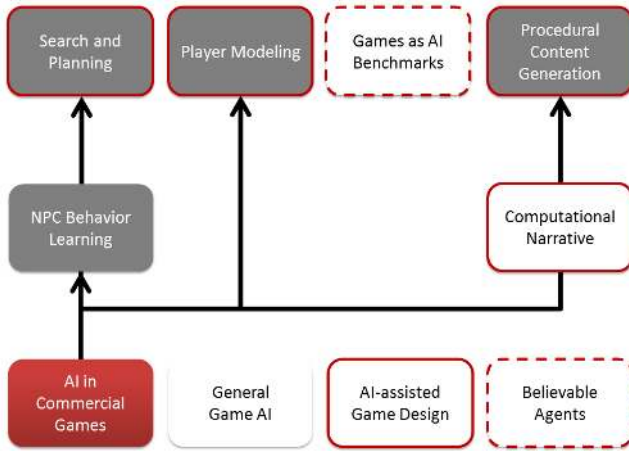 Search and
Planning
Player Modeling
Games as AI
Benchmarks
Procedural
Content
Generation
NPC Behavior
Learning
Computational
Narrative
AI in
Commercial
Games
General
Game AI
AI-assisted
Game Design
Believable
Agents